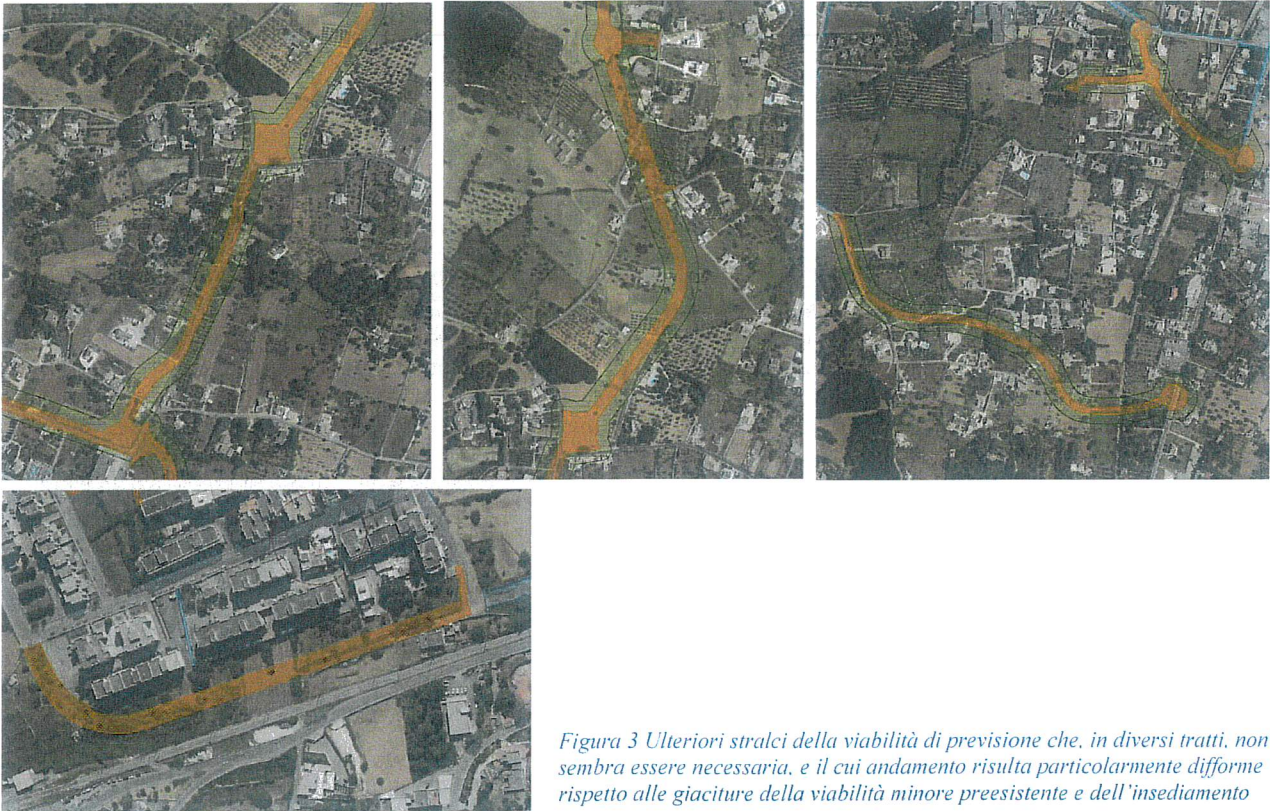 Figura 3 Ulteriori stralci della viabilità di previsione che, in diversi tratti, non
sembra essere necessaria, e il cui andamento risulta particolarmente difforme
rispetto alle giaciture della viabilità minore preesistente e dell'insediamento